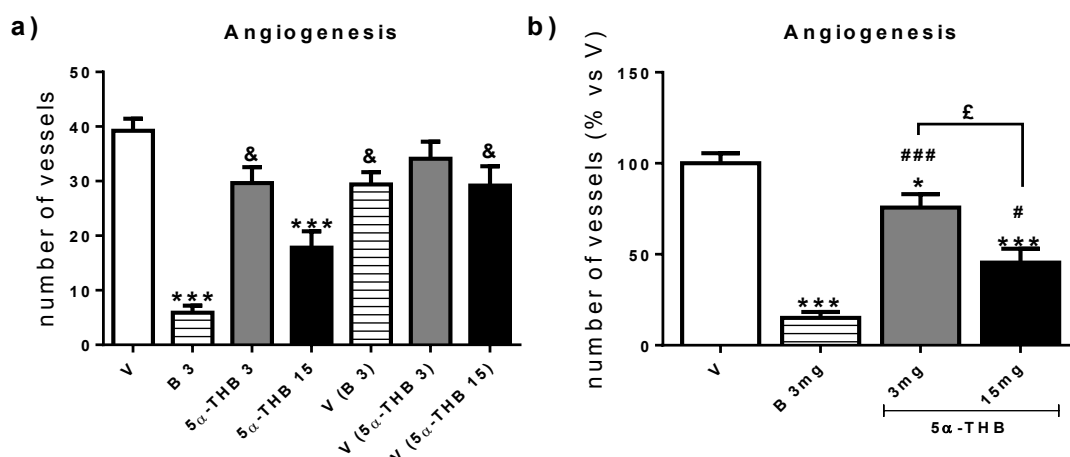 a)
Angiogenesis
number of vessels
50
40
30
20
10
0
***
&
***
&
&
V
B 3
5α-THB 3
5α-THB 15
V (B 3)
V (5α-THB 3)
V (5α-THB 15)
b)
Angiogenesis
number of vessels (% vs V)
150
100
50
0
£
###
*
#
***
***
V
B 3mg
3mg
15mg
5α-THB